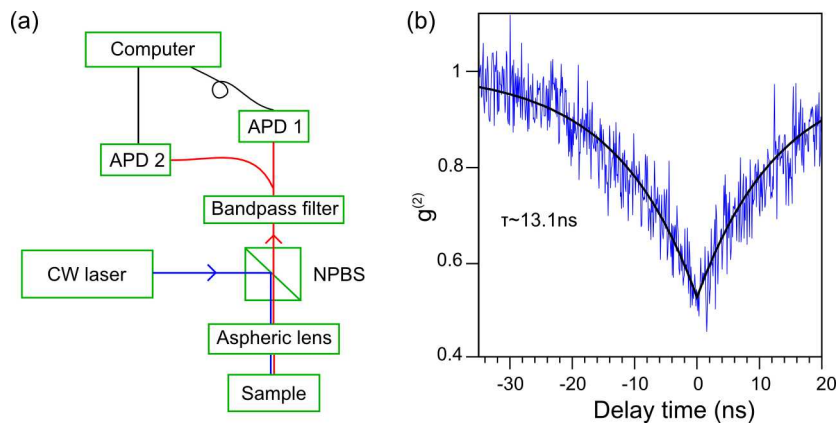 (a)
Computer
APD 1
APD 2
Bandpass filter
CW laser
NPBS
Aspheric lens
Sample
(b)
1
0.8
0.6
0.4
g(2)
τ~13.1ns
-30 -20 -10 0 10 20
Delay time (ns)